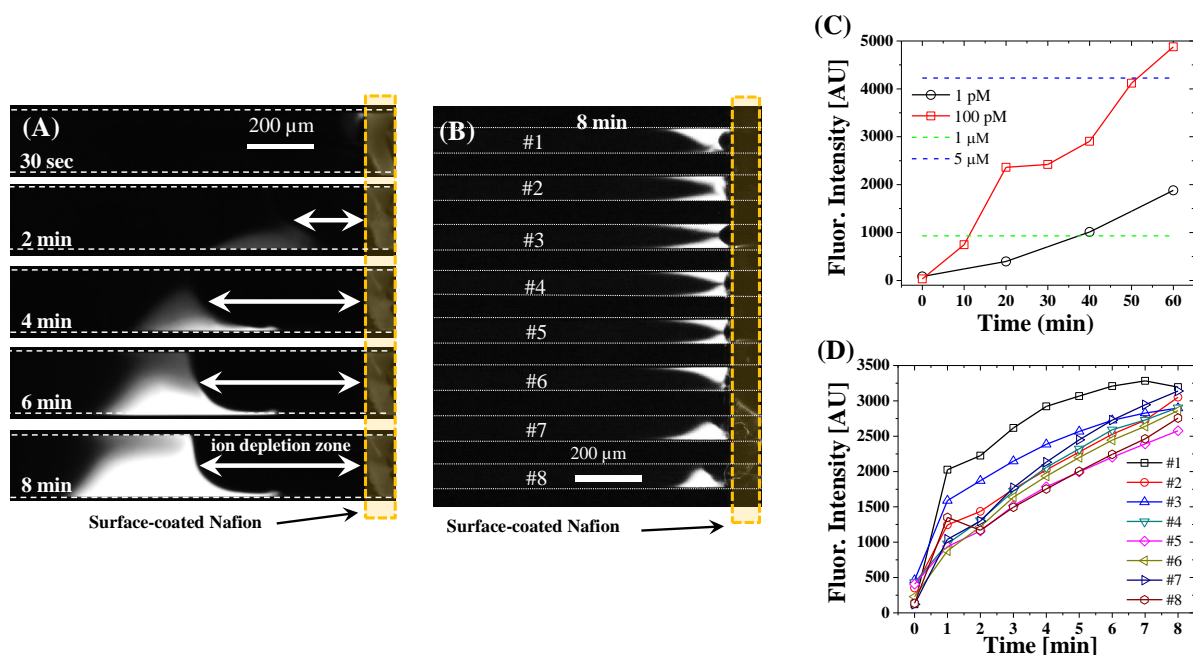 (A)
200 µm
30 sec
2 min
4 min
6 min
ion depletion zone
8 min
Surface-coated Nafion
(B)
8 min
#1
#2
#3
#4
#5
#6
#7
200 µm
#8
Surface-coated Nafion
(C)
Fluor. Intensity [AU]
5000
4000
3000
2000
1000
0
1 pM
100 pM
1 µM
5 µM
0 10 20 30 40 50 60
Time (min)
(D)
Fluor. Intensity [AU]
3500
3000
2500
2000
1500
1000
500
0
#1
#2
#3
#4
#5
#6
#7
#8
0 1 2 3 4 5 6 7 8
Time [min]